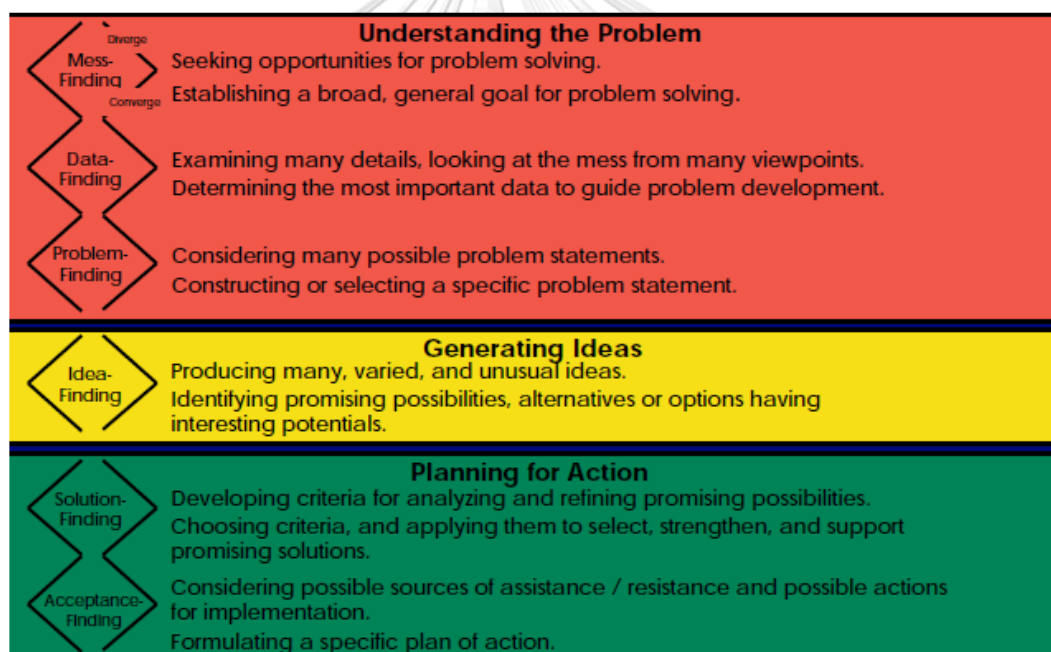 Understanding the Problem
Diverge
Mess-
Finding
Converge
Seeking opportunities for problem solving.
Establishing a broad, general goal for problem solving.
Data-
Finding
Examining many details, looking at the mess from many viewpoints.
Determining the most important data to guide problem development.
Problem-
Finding
Considering many possible problem statements.
Constructing or selecting a specific problem statement.
Generating Ideas
Idea-
Finding
Producing many, varied, and unusual ideas.
Identifying promising possibilities, alternatives or options having
interesting potentials.
Planning for Action
Solution-
Finding
Developing criteria for analyzing and refining promising possibilities.
Choosing criteria, and applying them to select, strengthen, and support
promising solutions.
Acceptance-
Finding
Considering possible sources of assistance / resistance and possible actions
for implementation.
Formulating a specific plan of action.